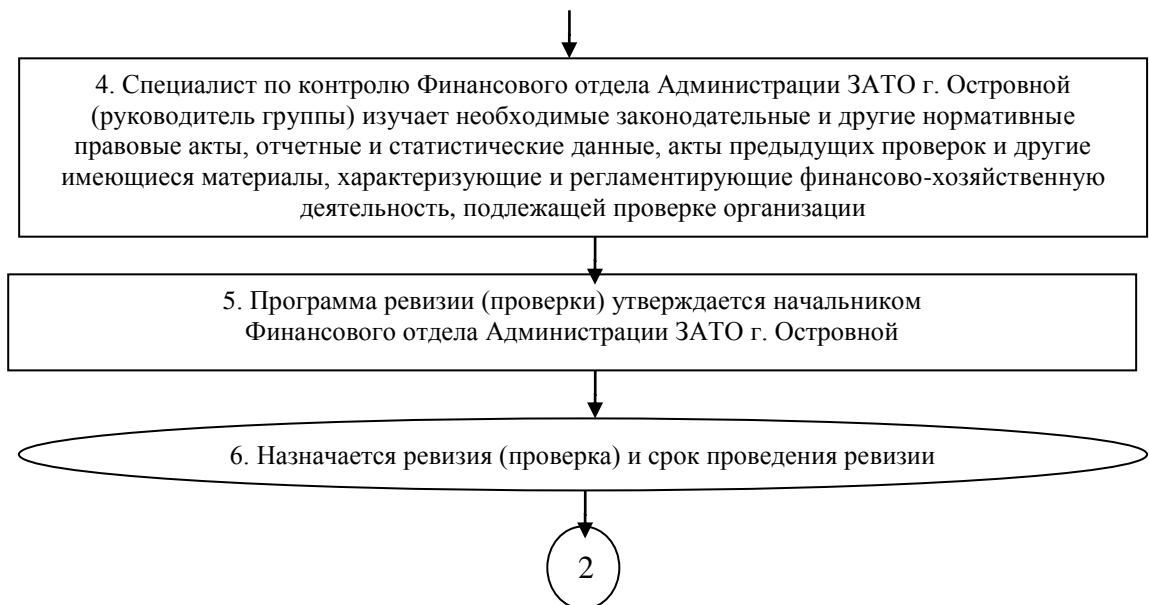 4. Специалист по контролю Финансового отдела Администрации ЗАТО г. Островной
(руководитель группы) изучает необходимые законодательные и другие нормативные
правовые акты, отчетные и статистические данные, акты предыдущих проверок и другие
имеющиеся материалы, характеризующие и регламентирующие финансово-хозяйственную
деятельность, подлежащей проверке организации
5. Программа ревизии (проверки) утверждается начальником
Финансового отдела Администрации ЗАТО г. Островной
6. Назначается ревизия (проверка) и срок проведения ревизии
2